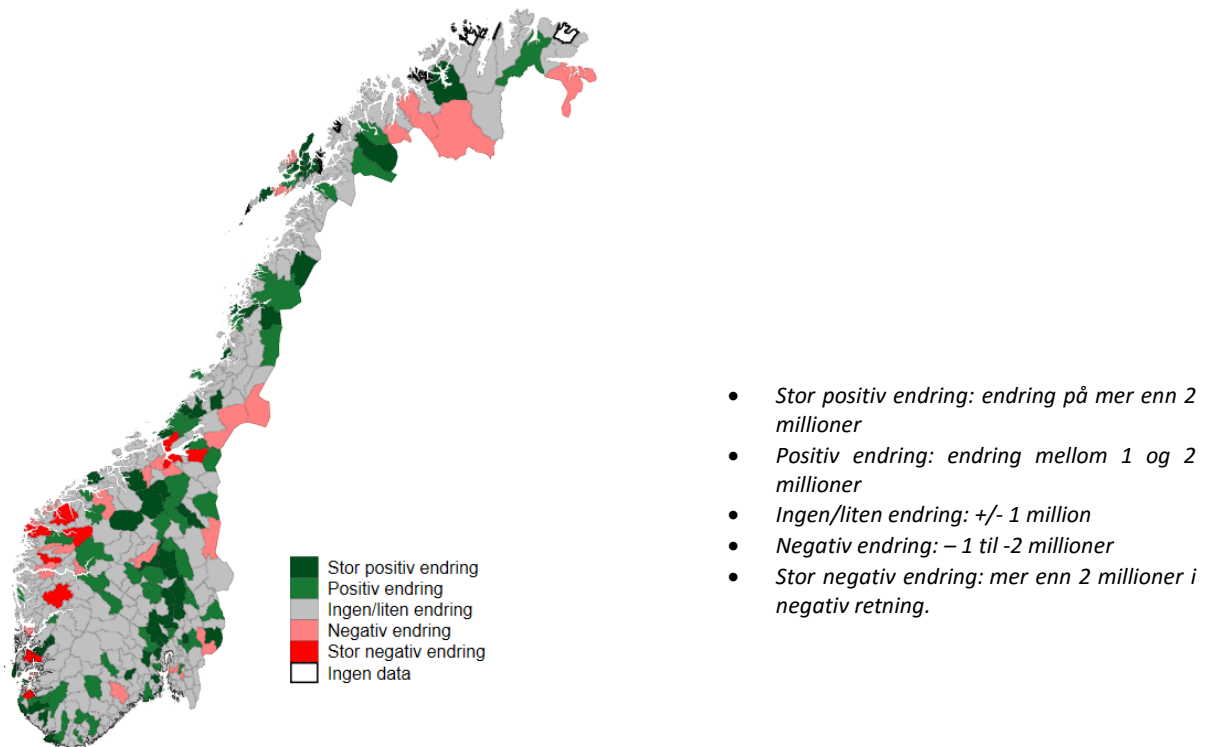 Stor positiv endring
Positiv endring
Ingen/liten endring
Negativ endring
Stor negativ endring
Ingen data
• Stor positiv endring: endring på mer enn 2
millioner
• Positiv endring: endring mellom 1 og 2
millioner
• Ingen/liten endring: +/- 1 million
• Negativ endring: – 1 til -2 millioner
• Stor negativ endring: mer enn 2 millioner i
negativ retning.